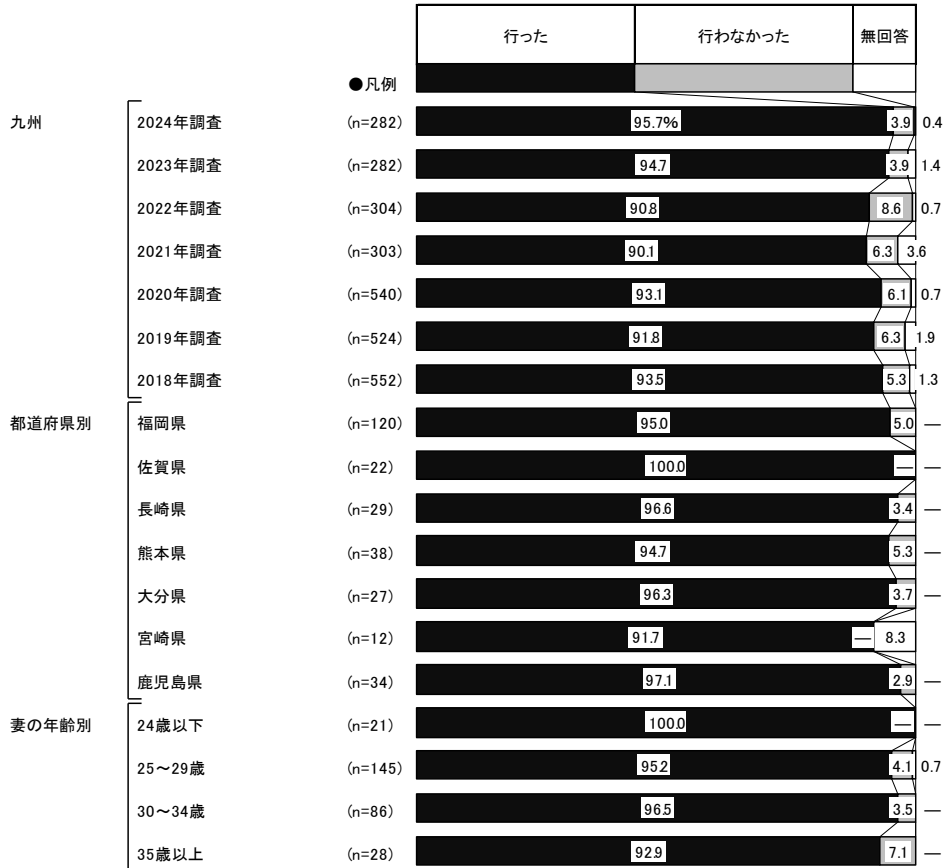 行った 行わなかった 無回答
●凡例
九州 2024年調査 (n=282) 95.7% 3.9 0.4
2023年調査 (n=282) 94.7 3.9 1.4
2022年調査 (n=304) 90.8 8.6 0.7
2021年調査 (n=303) 90.1 6.3 3.6
2020年調査 (n=540) 93.1 6.1 0.7
2019年調査 (n=524) 91.8 6.3 1.9
2018年調査 (n=552) 93.5 5.3 1.3
都道府県別 福岡県 (n=120) 95.0 5.0 ―
佐賀県 (n=22) 100.0 ― ―
長崎県 (n=29) 96.6 3.4 ―
熊本県 (n=38) 94.7 5.3 ―
大分県 (n=27) 96.3 3.7 ―
宮崎県 (n=12) 91.7 ― 8.3
鹿児島県 (n=34) 97.1 2.9 ―
妻の年齢別 24歳以下 (n=21) 100.0 ― ―
25～29歳 (n=145) 95.2 4.1 0.7
30～34歳 (n=86) 96.5 3.5 ―
35歳以上 (n=28) 92.9 7.1 ―